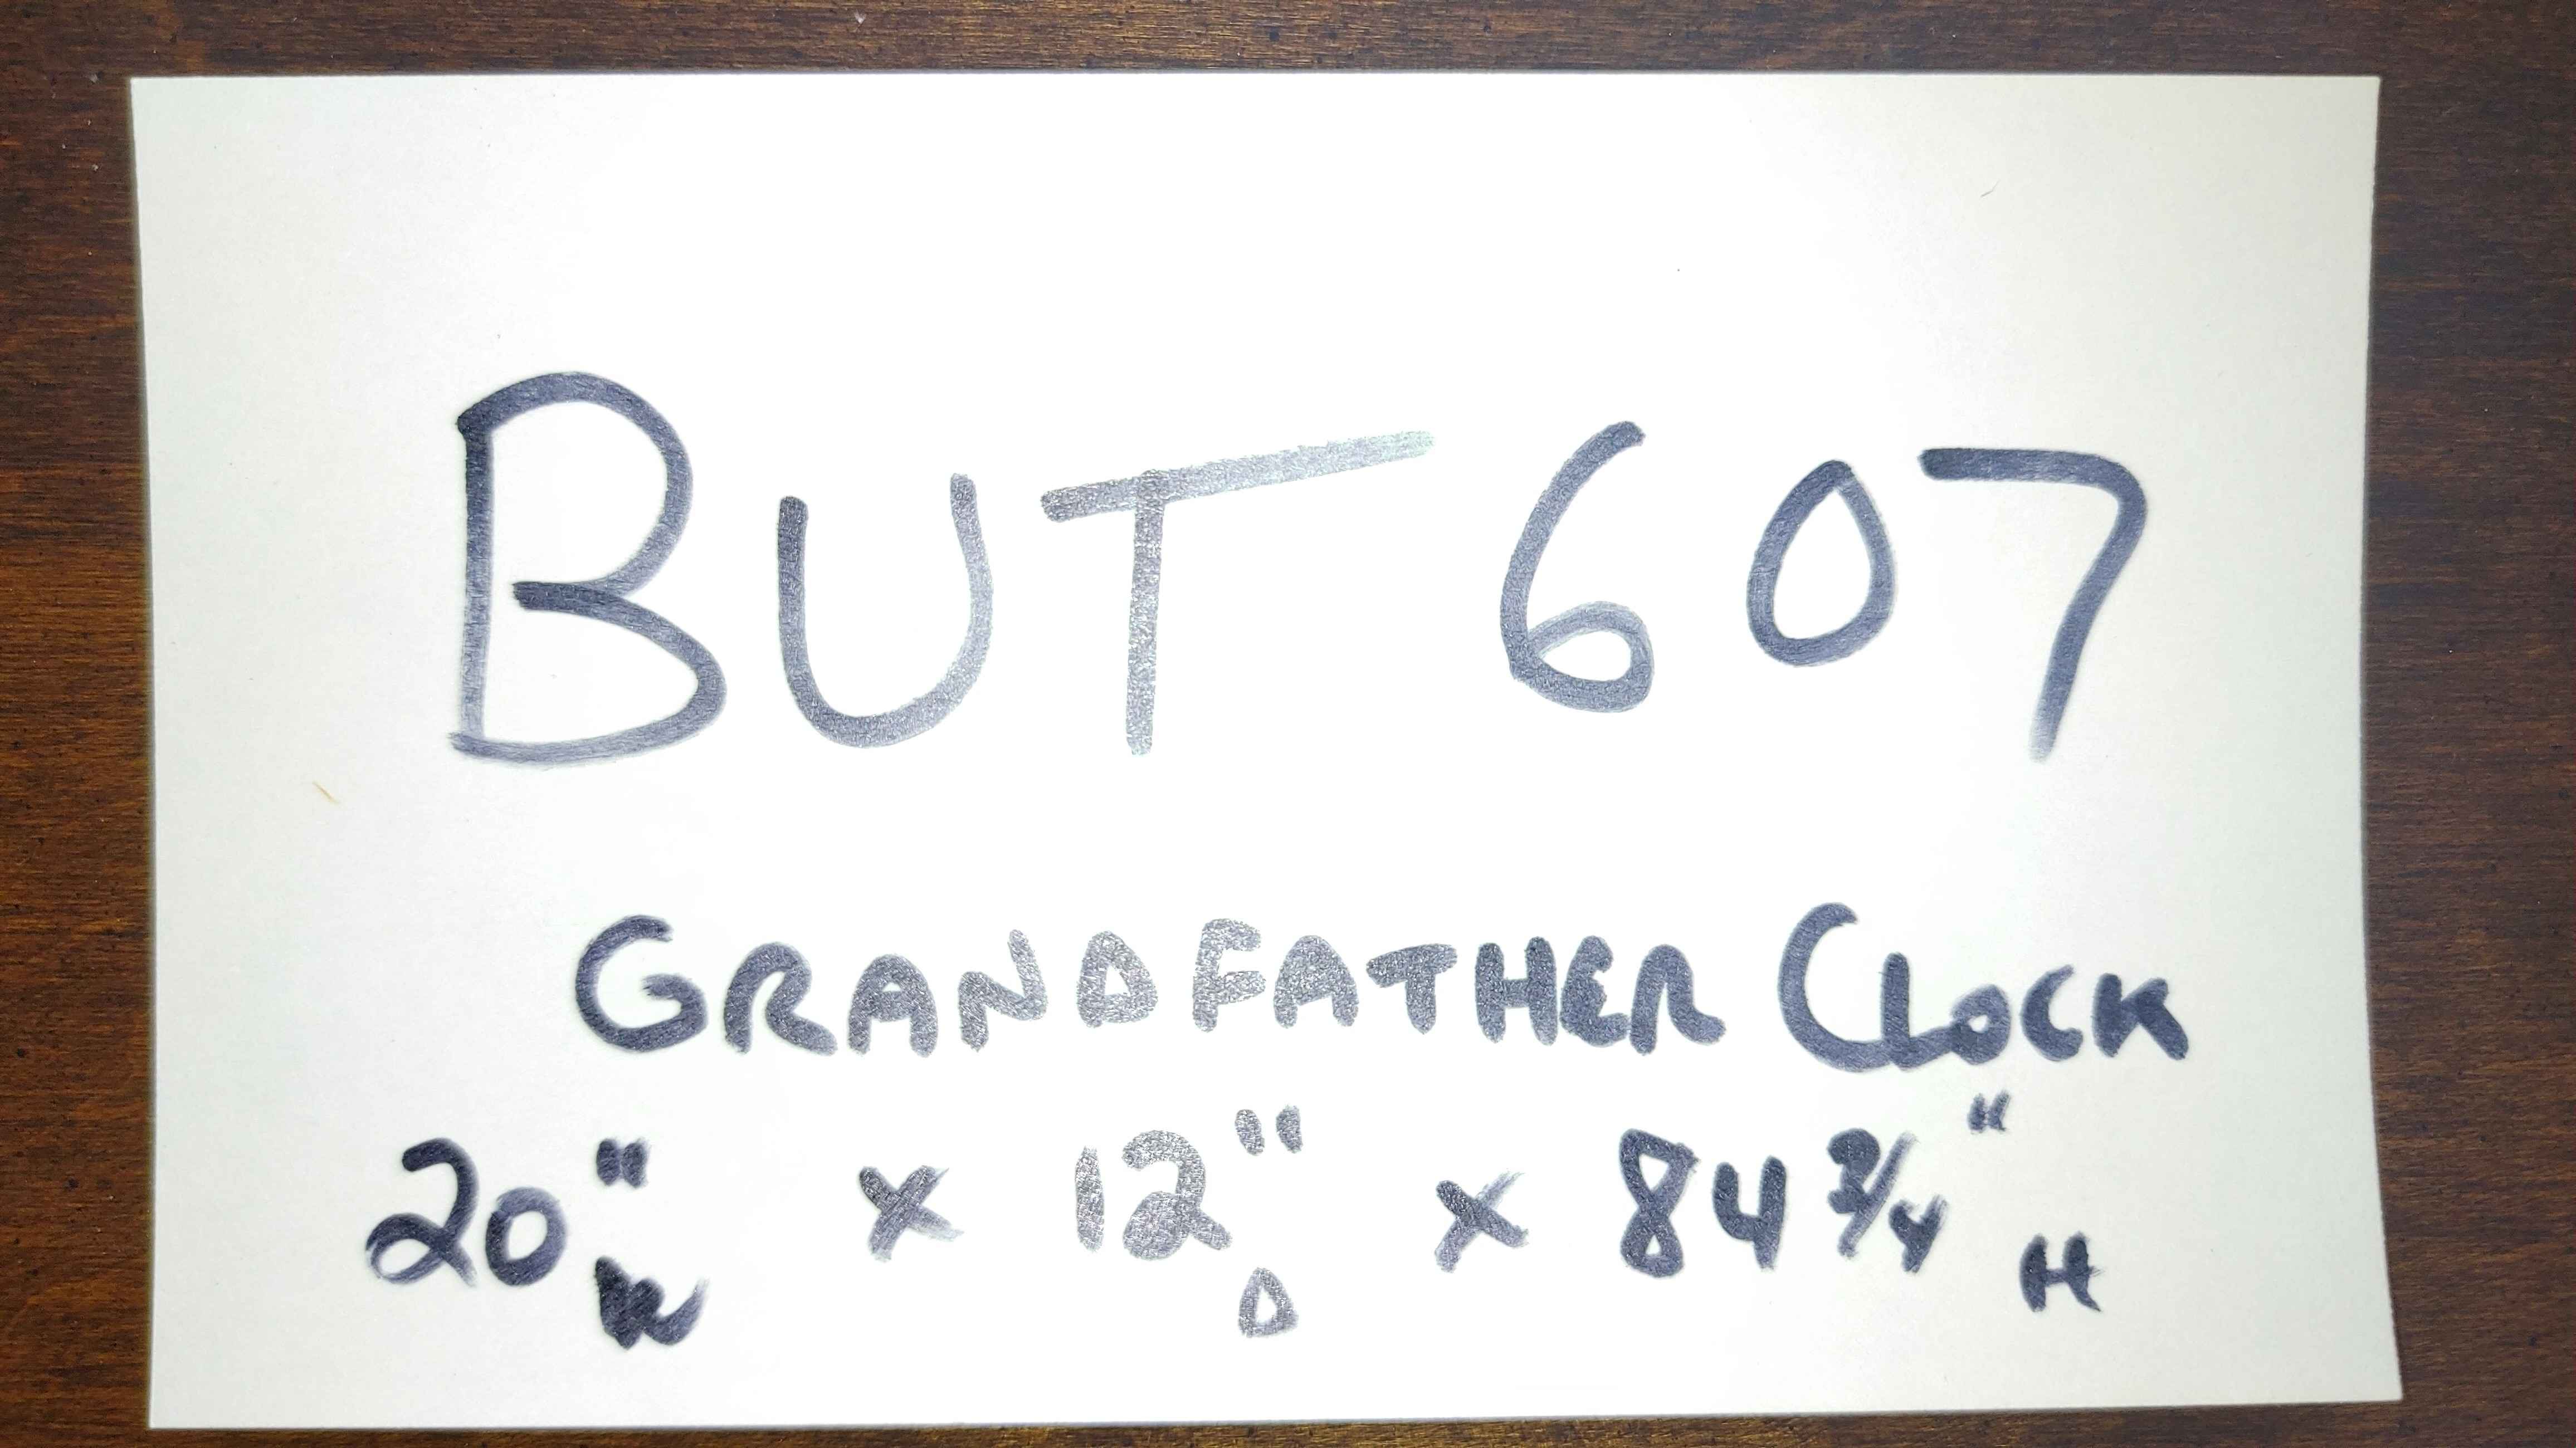 BUT 607
GRANDFATHER CLOCK
20" W x 12" D x 84 3/4" H